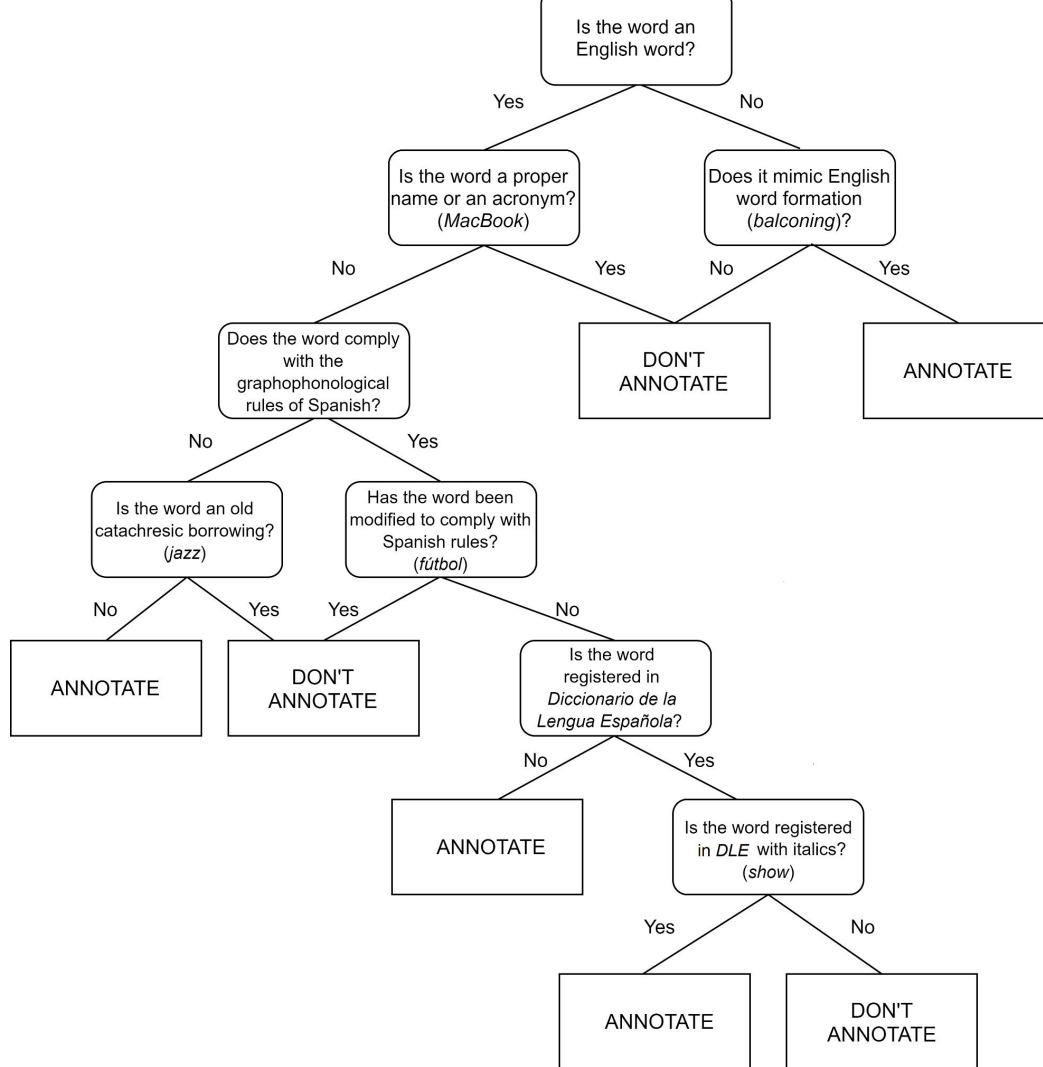 Is the word an
English word?
Yes
No
Is the word a proper
name or an acronym?
(MacBook)
Does it mimic English
word formation
(balconing)?
No
Yes
No
Yes
Does the word comply
with the
graphophonological
rules of Spanish?
DON'T
ANNOTATE
ANNOTATE
No
Yes
Is the word an old
catachresic borrowing?
(jazz)
Has the word been
modified to comply with
Spanish rules?
(fútbol)
No
Yes
Yes
No
ANNOTATE
DON'T
ANNOTATE
Is the word
registered in
Diccionario de la
Lengua Española?
No
Yes
ANNOTATE
Is the word registered
in DLE with italics?
(show)
Yes
No
ANNOTATE
DON'T
ANNOTATE